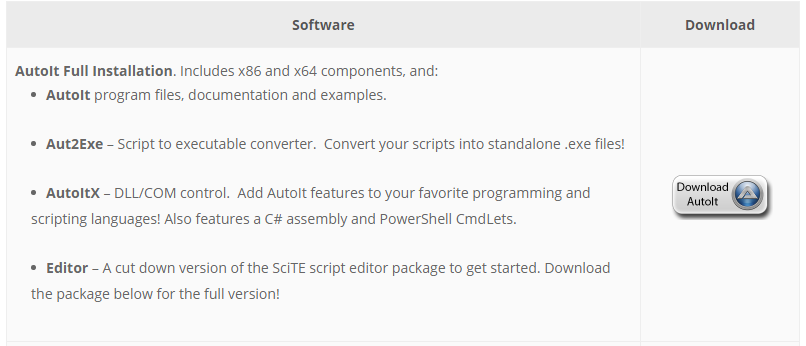 Software
Download
AutoIt Full Installation. Includes x86 and x64 components, and:
AutoIt program files, documentation and examples.
Aut2Exe – Script to executable converter.  Convert your scripts into standalone .exe files!
AutoItX – DLL/COM control.  Add AutoIt features to your favorite programming and
scripting languages! Also features a C# assembly and PowerShell CmdLets.
Editor – A cut down version of the SciTE script editor package to get started. Download
the package below for the full version!
Download
AutoIt